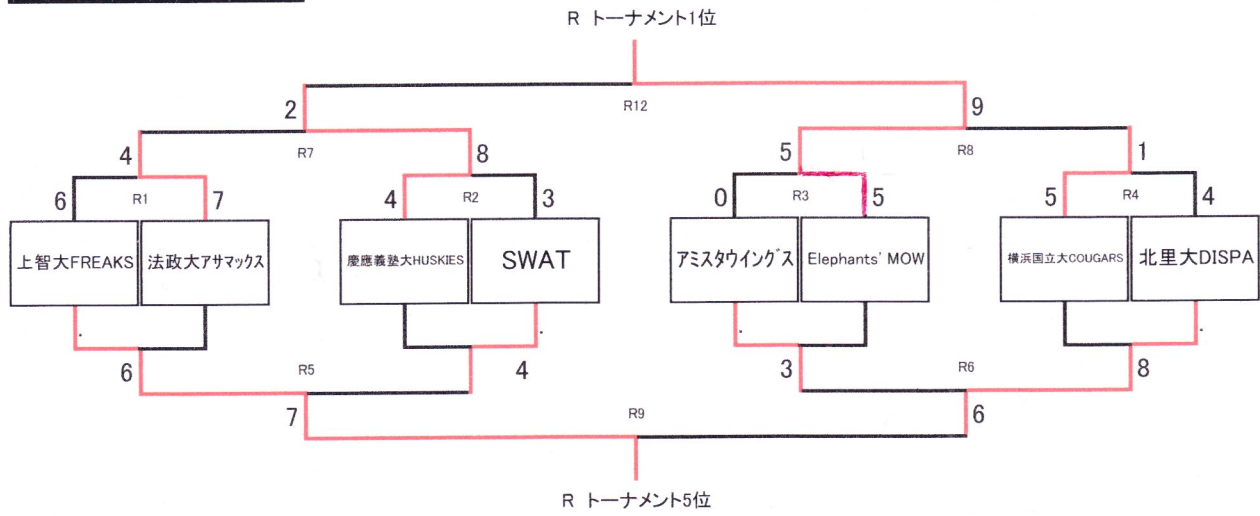 R トーナメント1位
2 R12 9
4 R7 8 5 R8 1
6 R1 7 4 R2 3 0 R3 5 5 R4 4
上智大FREAKS 法政大アサマックス 慶應義塾大HUSKIES SWAT アミスタウイングス Elephants' MOW 横浜国立大COUGARS 北里大DISPA
6 R5 4 3 R6 8
7 R9 6
R トーナメント5位